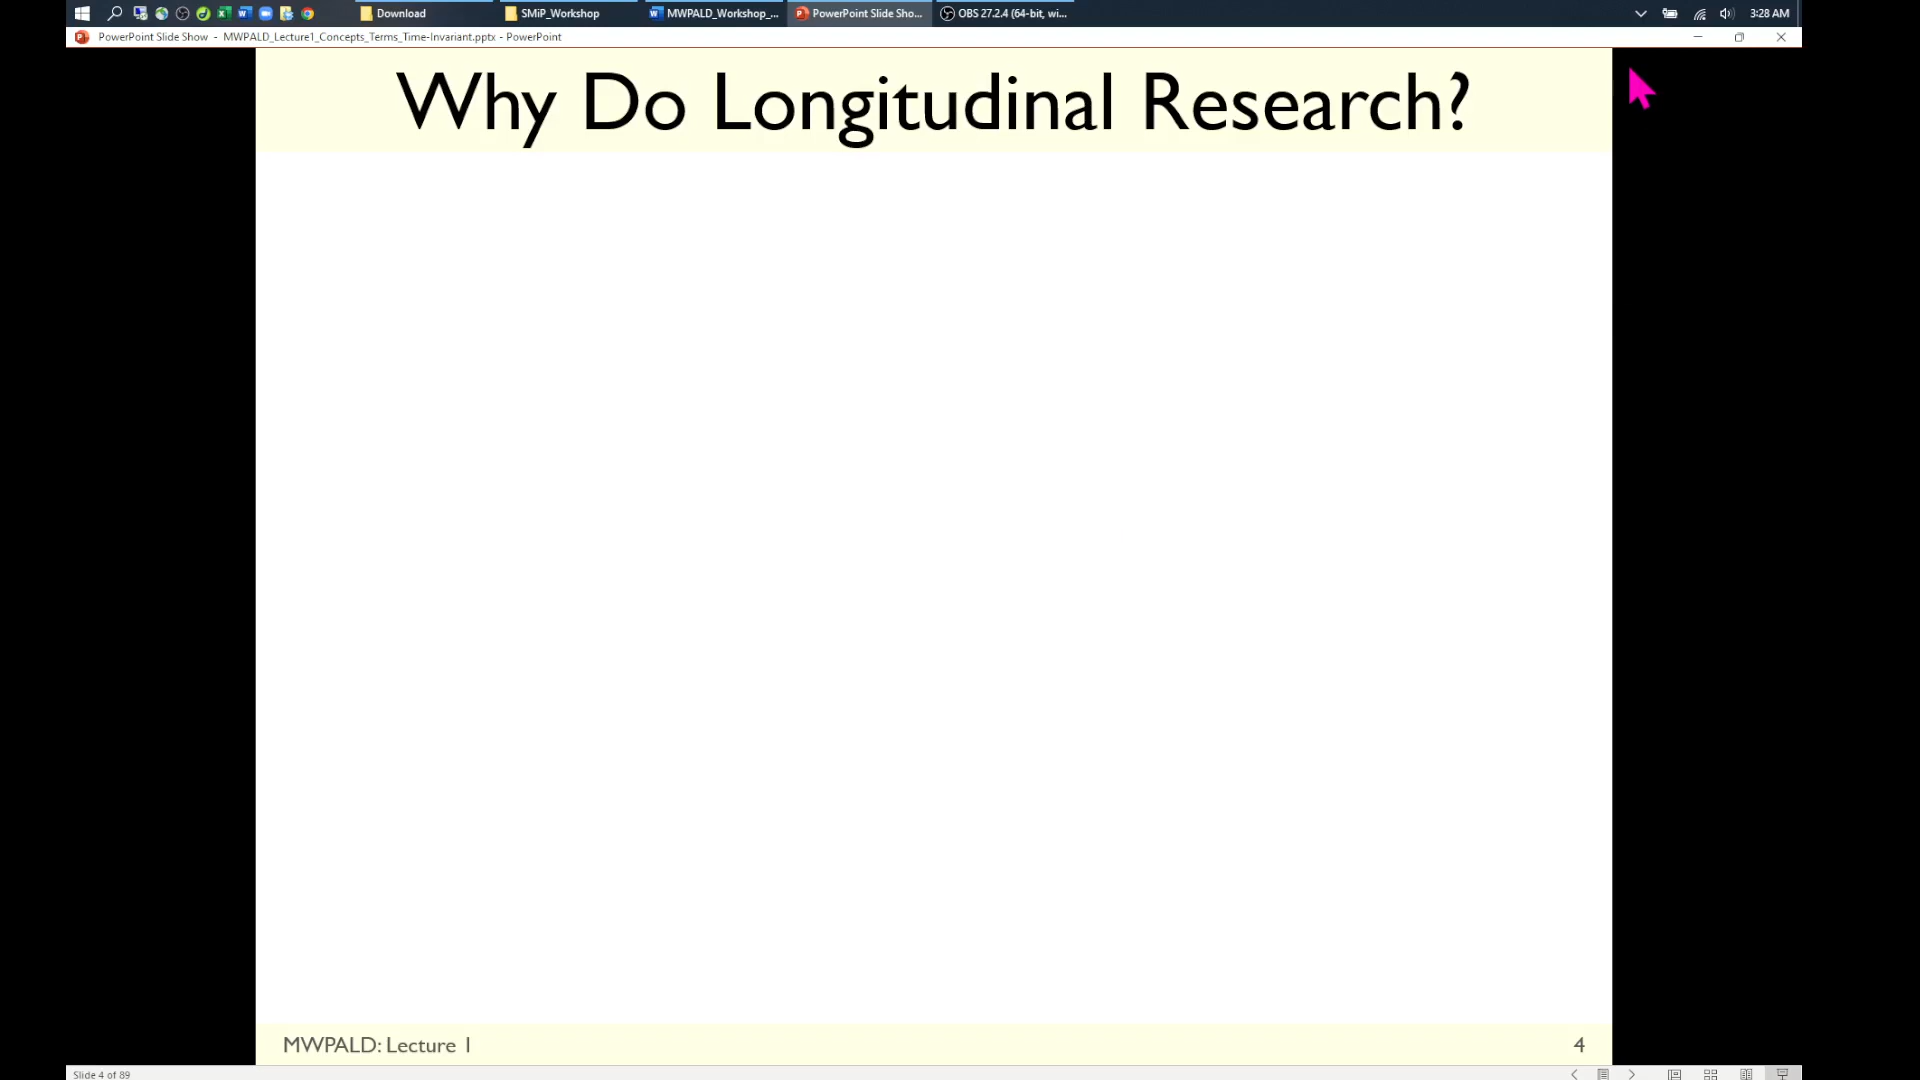 Download
SMiP_Workshop
MWPALD_Workshop_...
PowerPoint Slide Sho...
OBS 27.2.4 (64-bit, wi...
3:28 AM
PowerPoint Slide Show - MWPALD_Lecture1_Concepts_Terms_Time-Invariant.pptx - PowerPoint
Why Do Longitudinal Research?
MWPALD: Lecture 1
4
Slide 4 of 89